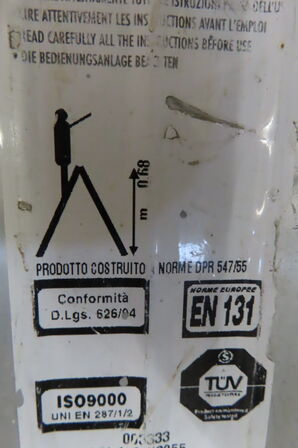 LIRE ATTENTIVEMENT LES INSTRUCTIONS AVANT L'EMPLOI
READ CAREFULLY ALL THE INSTRUCTIONS BEFORE USE
DIE BEDIENUNGSANLAGE BEACHTEN
m 0,68
PRODOTTO COSTRUITO A NORME DPR 547/55
Conformità
D.Lgs. 626/94
NORME EUROPEE
EN 131
ISO9000
UNI EN 287/1/2
S
TÜV